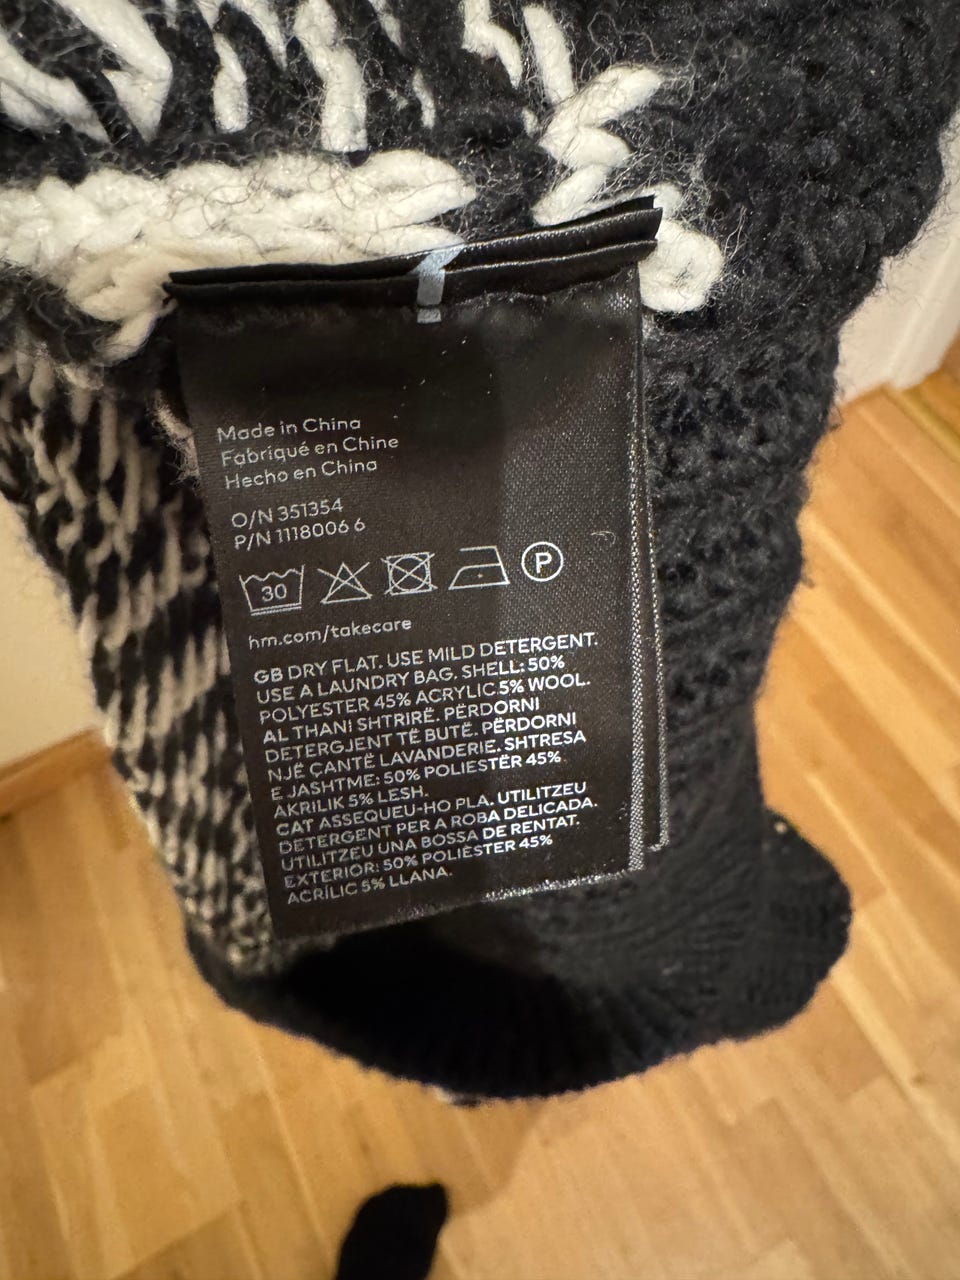 Made in China
Fabriqué en Chine
Hecho en China
O/N 351354
P/N 1118006 6
30
P
hm.com/takecare
GB DRY FLAT. USE MILD DETERGENT.
USE A LAUNDRY BAG. SHELL: 50%
POLYESTER 45% ACRYLIC 5% WOOL.
AL THANI SHTRIRË. PËRDORNI
DETERGJENT TË BUTË. PËRDORNI
NJË ÇANTË LAVANDERIE. SHTRESA
E JASHTME: 50% POLIESTËR 45%
AKRILIK 5% LESH.
CAT ASSEQUEU-HO PLA. UTILITZEU
DETERGENT PER A ROBA DELICADA.
UTILITZEU UNA BOSSA DE RENTAT.
EXTERIOR: 50% POLIÈSTER 45%
ACRÍLIC 5% LLANA.